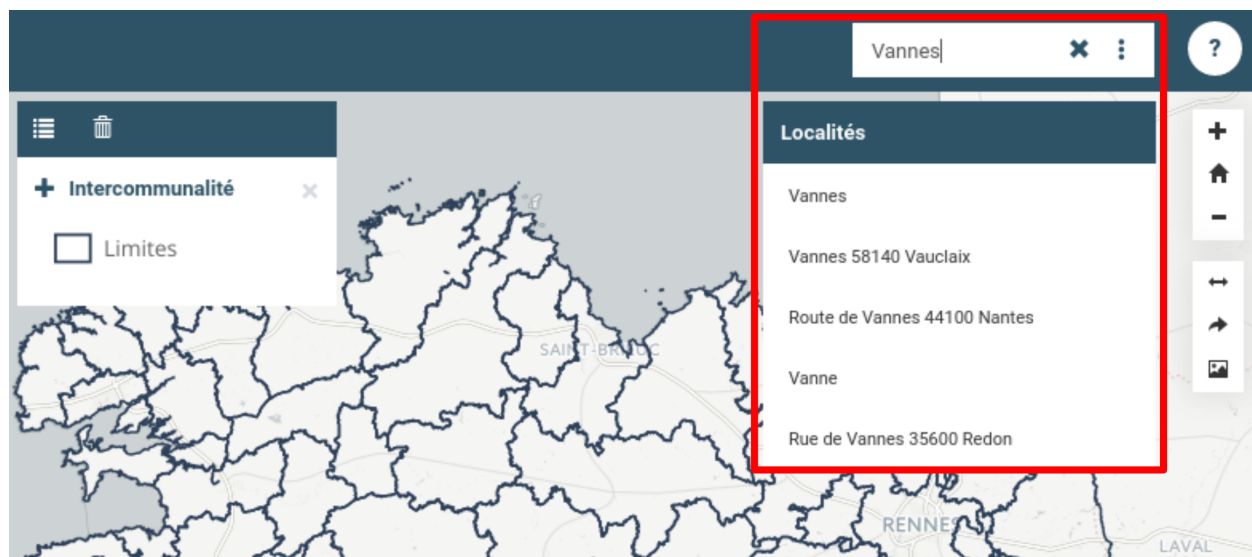 Vannes
?
Localités
Intercommunalité
Limites
Vannes
Vannes 58140 Vauclaix
Route de Vannes 44100 Nantes
Vanne
Rue de Vannes 35600 Redon
SAINT-BRIEUC
RENNES
LAVAL